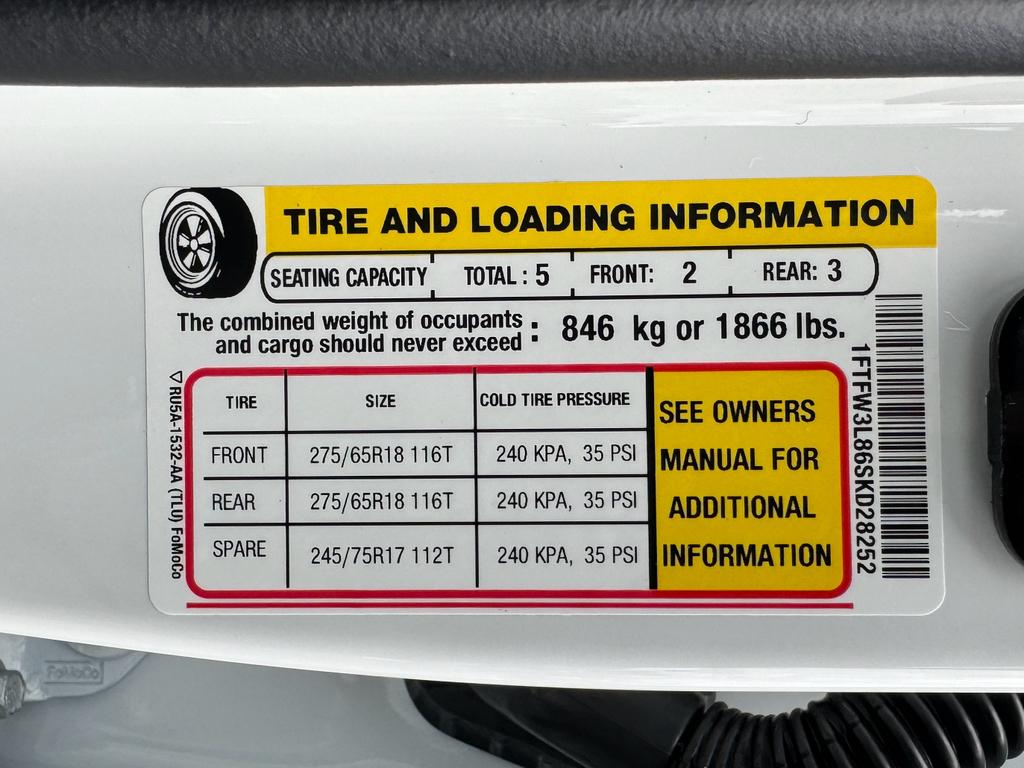 TIRE AND LOADING INFORMATION
SEATING CAPACITY TOTAL : 5 FRONT: 2 REAR: 3
The combined weight of occupants
and cargo should never exceed : 846 kg or 1866 lbs.
TIRE SIZE COLD TIRE PRESSURE
FRONT 275/65R18 116T 240 KPA, 35 PSI
REAR 275/65R18 116T 240 KPA, 35 PSI
SPARE 245/75R17 112T 240 KPA, 35 PSI
SEE OWNERS
MANUAL FOR
ADDITIONAL
INFORMATION
RU5A-1532-AA (TLU) FoMoCo
1FTFW3L86SKD28252
FoMoCo